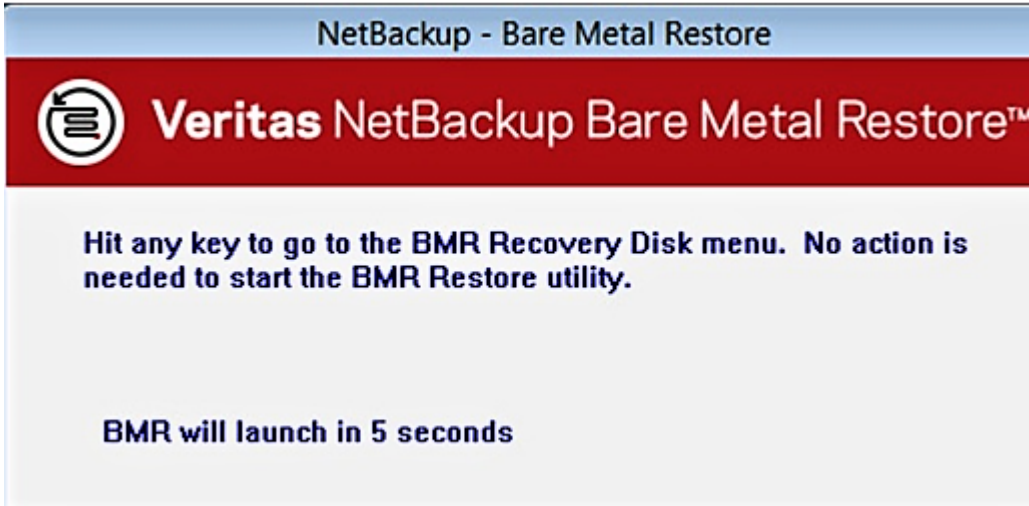 NetBackup - Bare Metal Restore
Veritas NetBackup Bare Metal Restore™
Hit any key to go to the BMR Recovery Disk menu.  No action is
needed to start the BMR Restore utility.
BMR will launch in 5 seconds